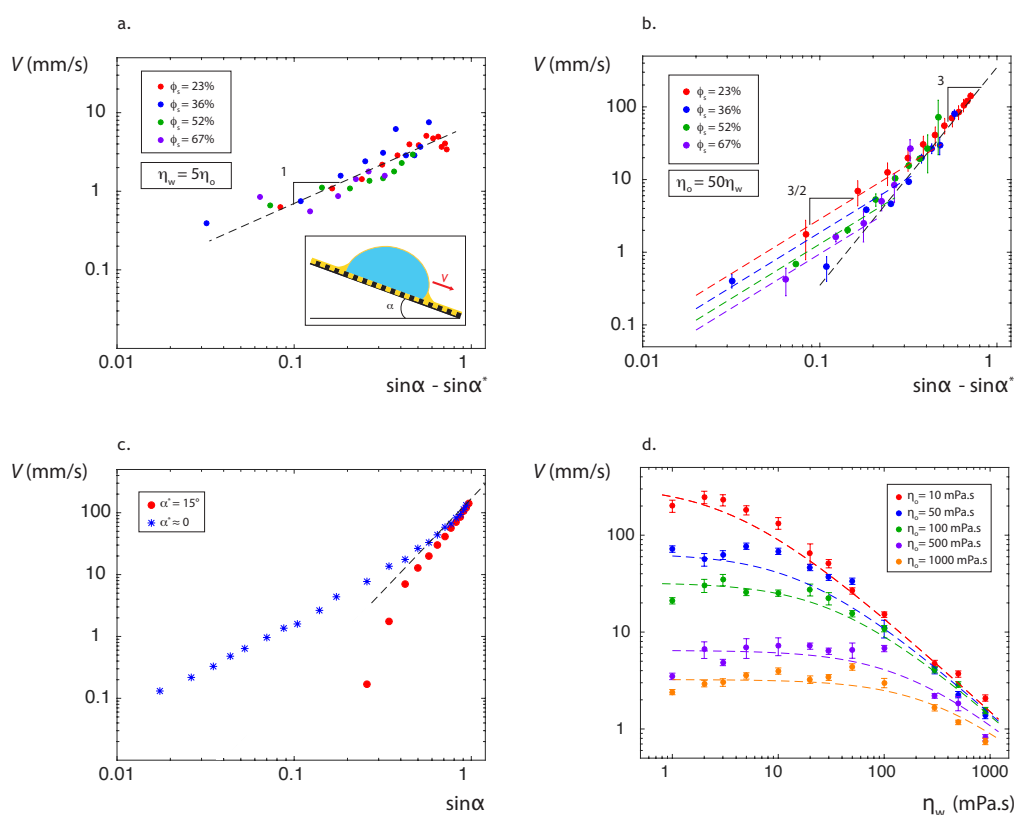 a.
V (mm/s)
ϕs = 23%
ϕs = 36%
ϕs = 52%
ϕs = 67%
ηw = 5ηo
10
1
0.1
1
V
α
0.01
0.1
1
sinα - sinα*
b.
V (mm/s)
ϕs = 23%
ϕs = 36%
ϕs = 52%
ϕs = 67%
ηo = 50ηw
3
3/2
100
10
1
0.1
0.01
0.1
1
sinα - sinα*
c.
V (mm/s)
α* = 15°
α* ≈ 0
100
10
1
0.1
0.01
0.1
1
sinα
d.
V (mm/s)
ηo = 10 mPa.s
ηo = 50 mPa.s
ηo = 100 mPa.s
ηo = 500 mPa.s
ηo = 1000 mPa.s
100
10
1
1
10
100
1000
ηw (mPa.s)